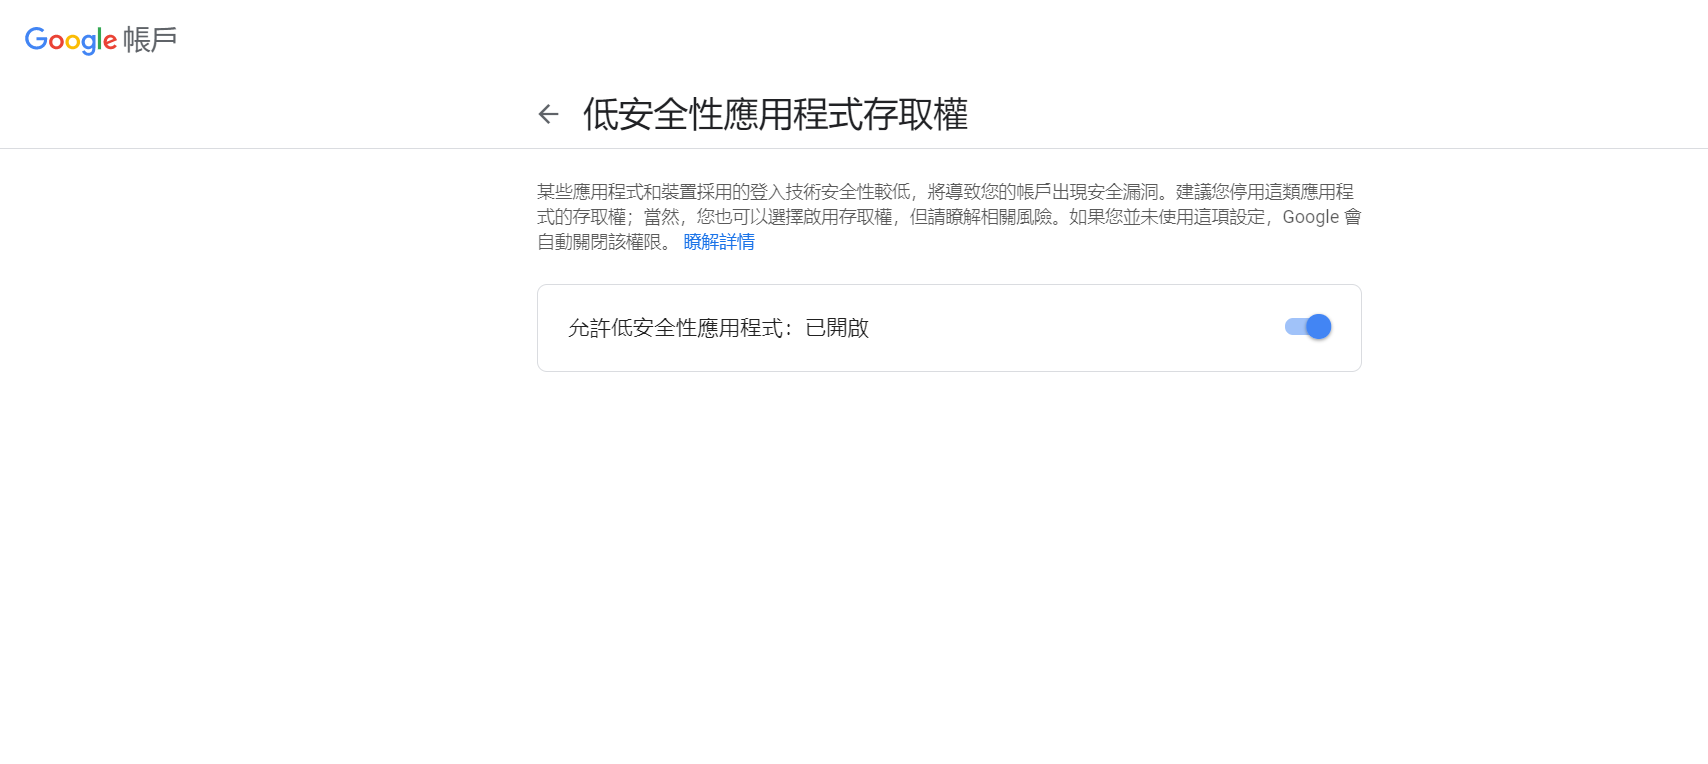 Google 帳戶
低安全性應用程式存取權
某些應用程式和裝置採用的登入技術安全性較低，將導致您的帳戶出現安全漏洞。建議您停用這類應用程
式的存取權；當然，您也可以選擇啟用存取權，但請瞭解相關風險。如果您並未使用這項設定，Google 會
自動關閉該權限。 瞭解詳情
允許低安全性應用程式：已開啟